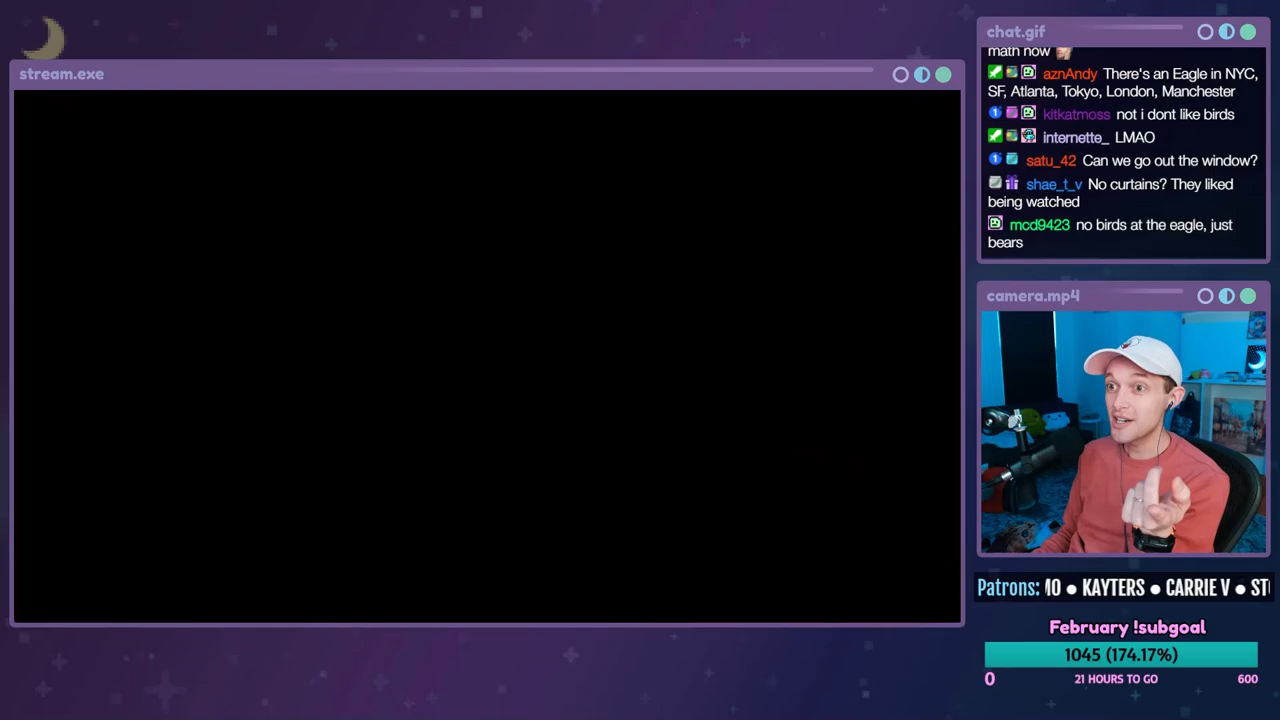 stream.exe
chat.gif
math now
aznAndy There's an Eagle in NYC,
SF, Atlanta, Tokyo, London, Manchester
kitkatmoss not i dont like birds
internette_ LMAO
satu_42 Can we go out the window?
shae_t_v No curtains? They liked
being watched
mcd9423 no birds at the eagle, just
bears
camera.mp4
Patrons: MO ● KAYTERS ● CARRIE V ● ST
February !subgoal
1045 (174.17%)
0 21 HOURS TO GO 600